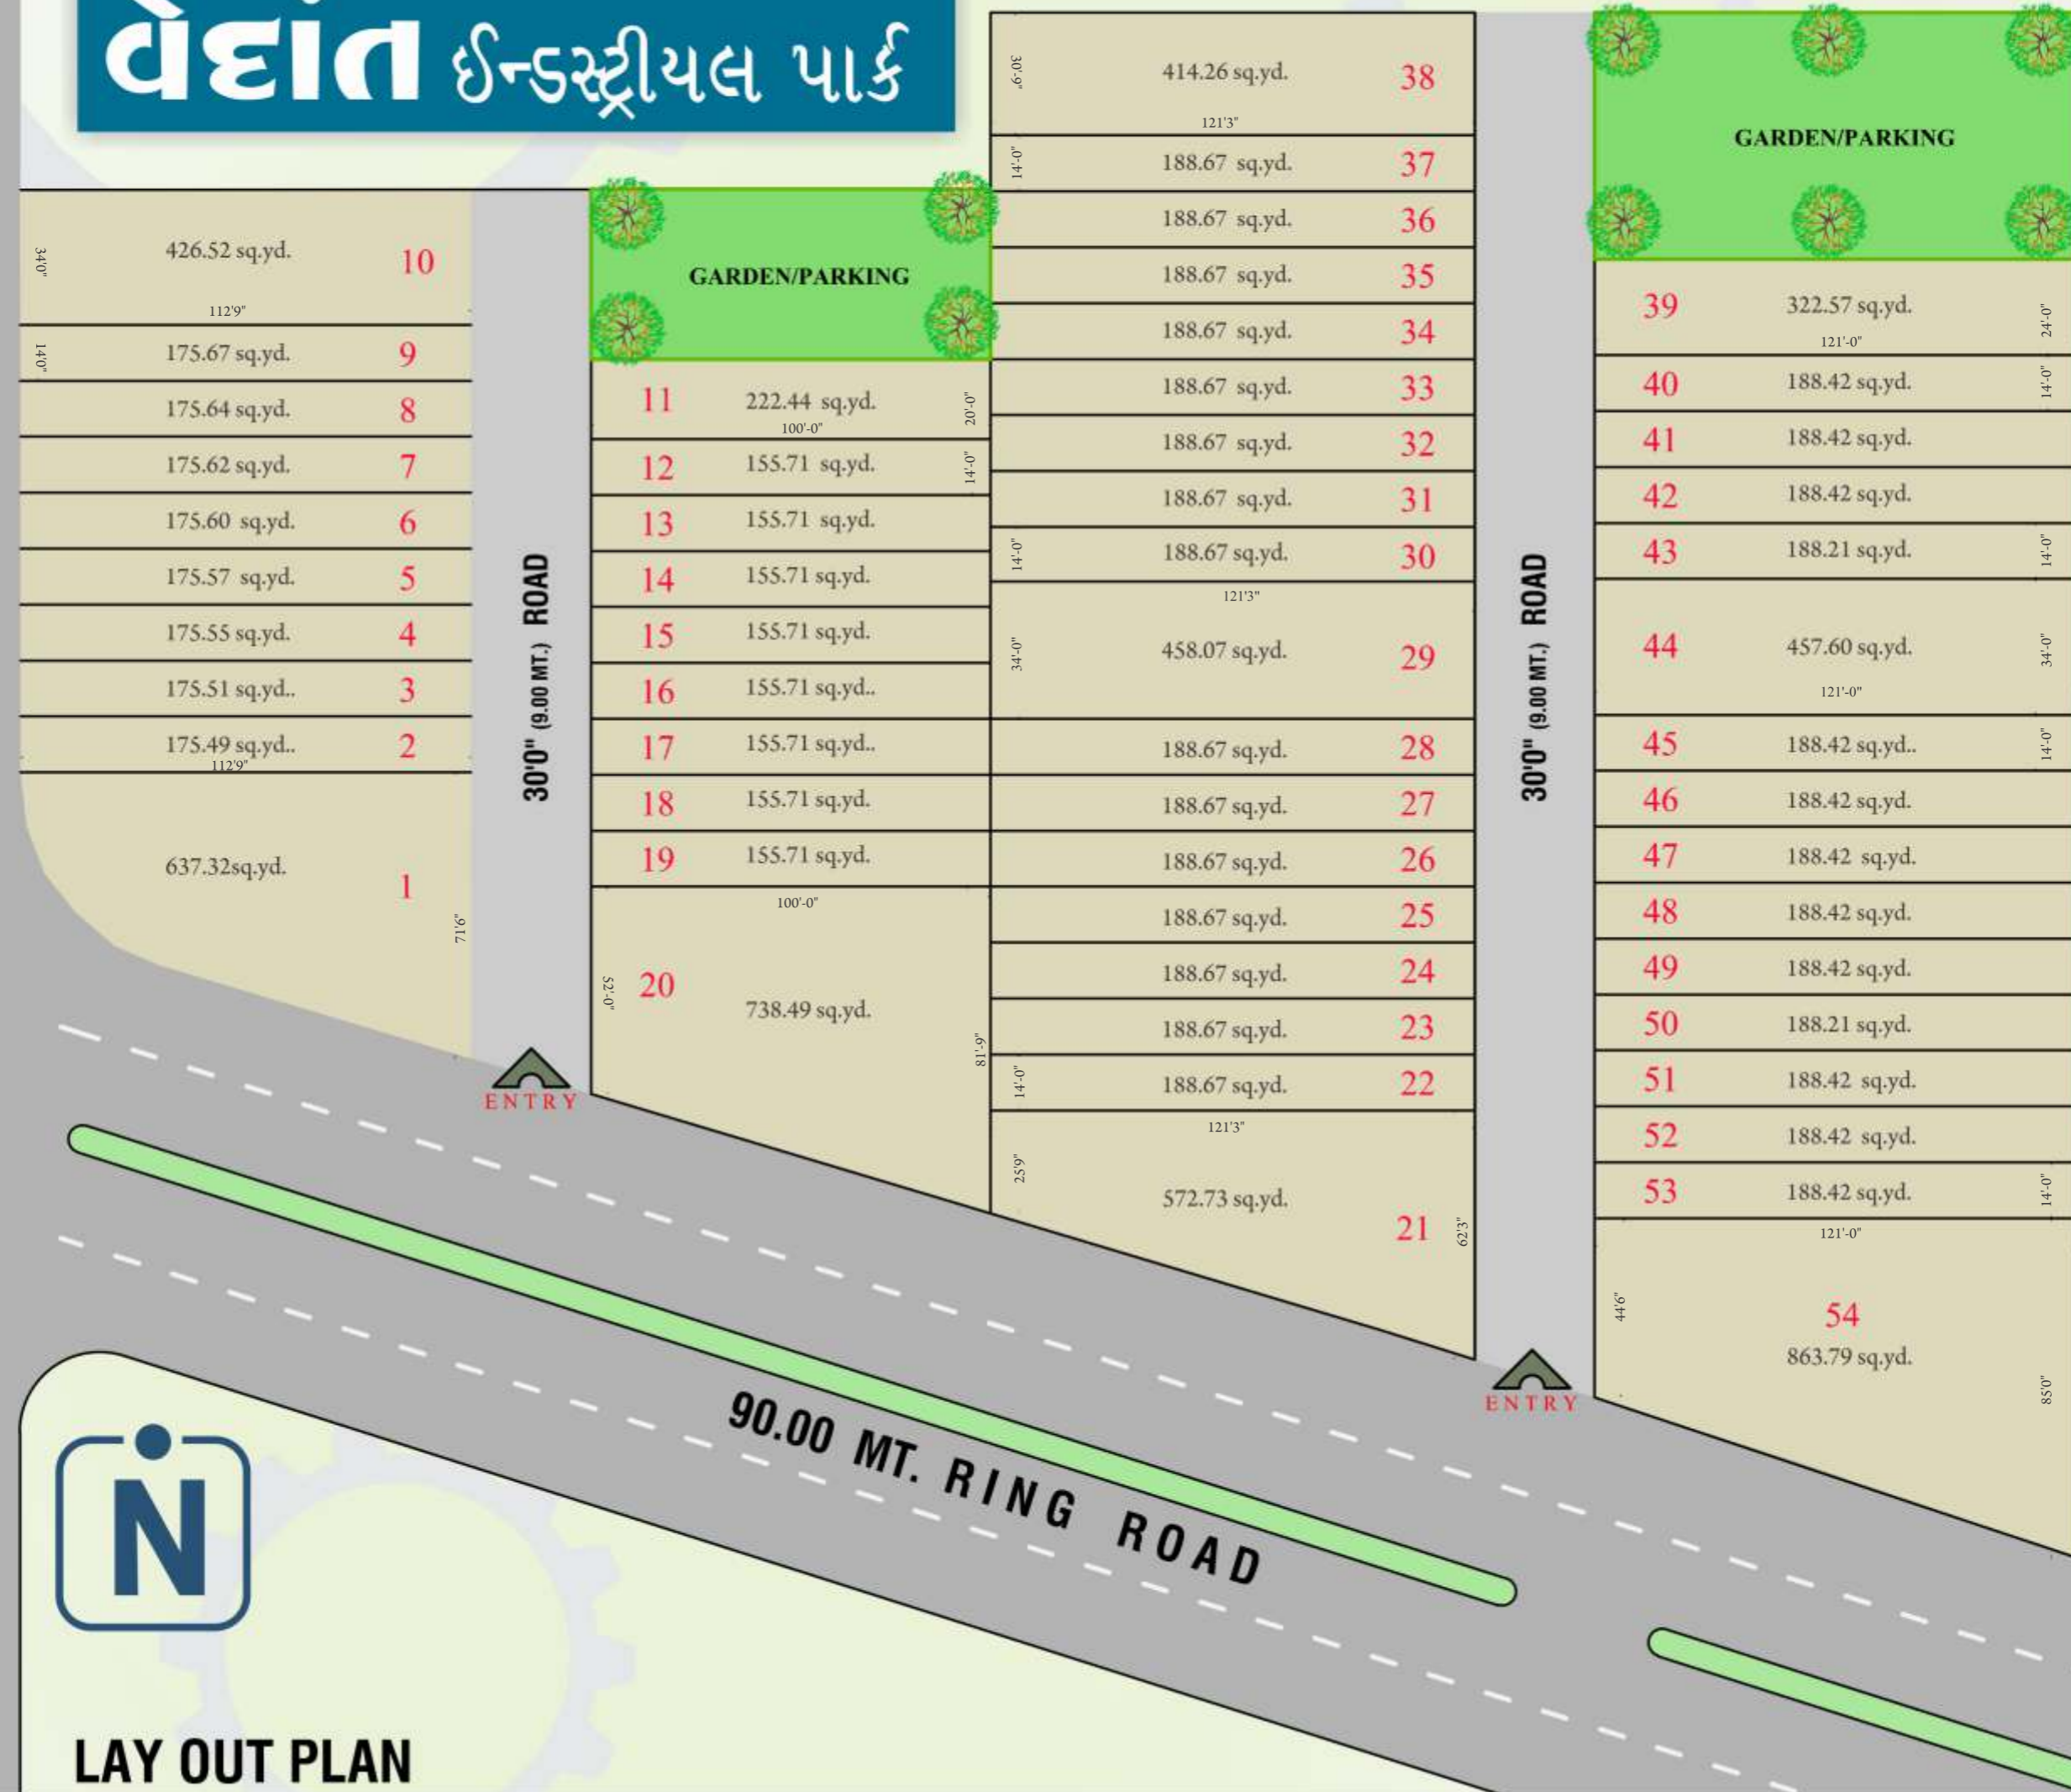 વેદાંત ઈન્ડસ્ટ્રીયલ પાર્ક
34'0"
426.52 sq.yd. 10
112'9"
14'0"
175.67 sq.yd. 9
175.64 sq.yd. 8
175.62 sq.yd. 7
175.60 sq.yd. 6
175.57 sq.yd. 5
175.55 sq.yd. 4
175.51 sq.yd.. 3
175.49 sq.yd.. 2
112'9"
637.32sq.yd. 1
71'6"
30'0" (9.00 MT.) ROAD
ENTRY
GARDEN/PARKING
11 222.44 sq.yd. 20'-0"
100'-0"
12 155.71 sq.yd. 14'-0"
13 155.71 sq.yd.
14 155.71 sq.yd.
15 155.71 sq.yd.
16 155.71 sq.yd..
17 155.71 sq.yd..
18 155.71 sq.yd.
19 155.71 sq.yd.
100'-0"
52'-0"
20 738.49 sq.yd.
81'-9"
30'9"
414.26 sq.yd. 38
121'3"
14'-0" 188.67 sq.yd. 37
188.67 sq.yd. 36
188.67 sq.yd. 35
188.67 sq.yd. 34
188.67 sq.yd. 33
188.67 sq.yd. 32
188.67 sq.yd. 31
14'-0" 188.67 sq.yd. 30
121'3"
34'-0" 458.07 sq.yd. 29
188.67 sq.yd. 28
188.67 sq.yd. 27
188.67 sq.yd. 26
188.67 sq.yd. 25
188.67 sq.yd. 24
188.67 sq.yd. 23
14'-0" 188.67 sq.yd. 22
121'3"
25'9"
572.73 sq.yd. 21
62'3"
30'0" (9.00 MT.) ROAD
ENTRY
GARDEN/PARKING
39 322.57 sq.yd. 24'-0"
121'-0"
40 188.42 sq.yd. 14'-0"
41 188.42 sq.yd.
42 188.42 sq.yd.
43 188.21 sq.yd. 14'-0"
44 457.60 sq.yd. 34'-0"
121'-0"
45 188.42 sq.yd.. 14'-0"
46 188.42 sq.yd.
47 188.42 sq.yd.
48 188.42 sq.yd.
49 188.42 sq.yd.
50 188.21 sq.yd.
51 188.42 sq.yd.
52 188.42 sq.yd.
53 188.42 sq.yd. 14'-0"
121'-0"
44'6"
54
863.79 sq.yd.
85'0"
90.00 MT. RING ROAD
N
LAY OUT PLAN